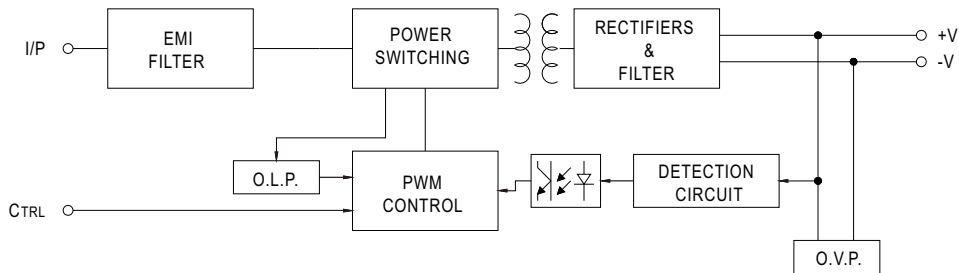 I/P
EMI
FILTER
POWER
SWITCHING
RECTIFIERS
&
FILTER
+V
-V
O.L.P.
PWM
CONTROL
DETECTION
CIRCUIT
CTRL
O.V.P.